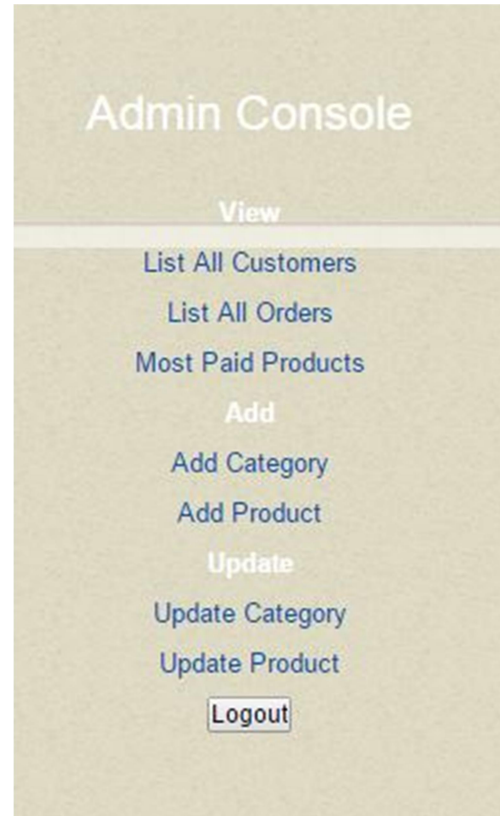 Admin Console
View
List All Customers
List All Orders
Most Paid Products
Add
Add Category
Add Product
Update
Update Category
Update Product
Logout